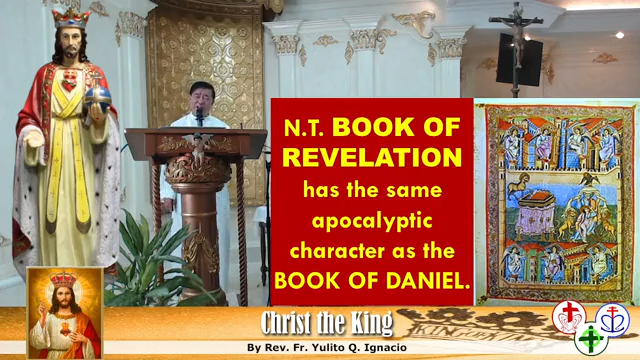 N.T. BOOK OF
REVELATION
has the same
apocalyptic
character as the
BOOK OF DANIEL.
Christ the King
By Rev. Fr. Yulito Q. Ignacio